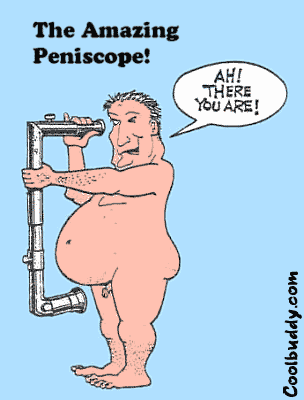 The Amazing
Peniscope!
AH!
THERE
YOU ARE!
Coolbuddy.com